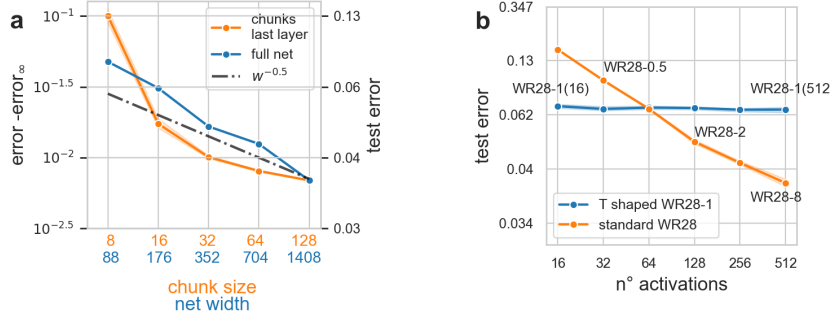 a
10⁻¹
10⁻¹·⁵
10⁻²
10⁻²·⁵
error -error∞
chunks
last layer
full net
w⁻⁰·⁵
0.13
0.06
0.04
0.03
test error
8 16 32 64 128
88 176 352 704 1408
chunk size
net width
b
0.347
0.13
0.062
0.04
0.034
test error
WR28-0.5
WR28-1(16)
WR28-1(512
WR28-2
WR28-8
T shaped WR28-1
standard WR28
16 32 64 128 256 512
n° activations